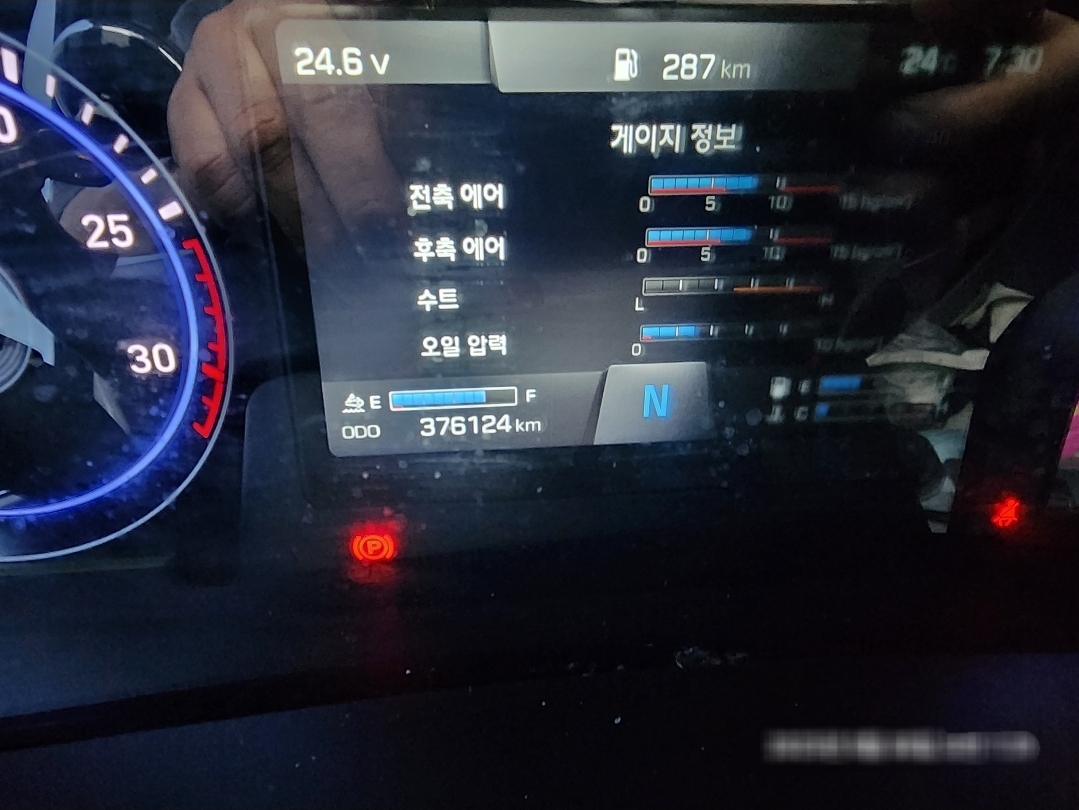 24.6 V
287 km
24°C 7:30
게이지 정보
25
30
전축 에어
0 5 10
후축 에어
0 5 10
수트
L H
오일 압력
0
E F
N
E
C
ODO 376124 km
P